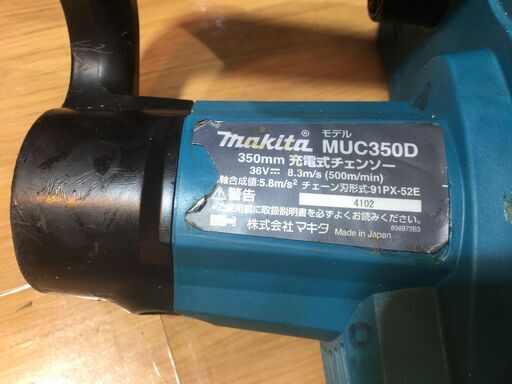 makita® モデル MUC350D
350mm 充電式チェンソー
36V⎓ 8.3m/s (500m/min)
軸合成値:5.8m/s² チェーン刃形式:91PX-52E
⚠警告 4102
ご使用前に取扱説明書を必ずよくお読みください。
株式会社 マキタ Made in Japan 896972B3